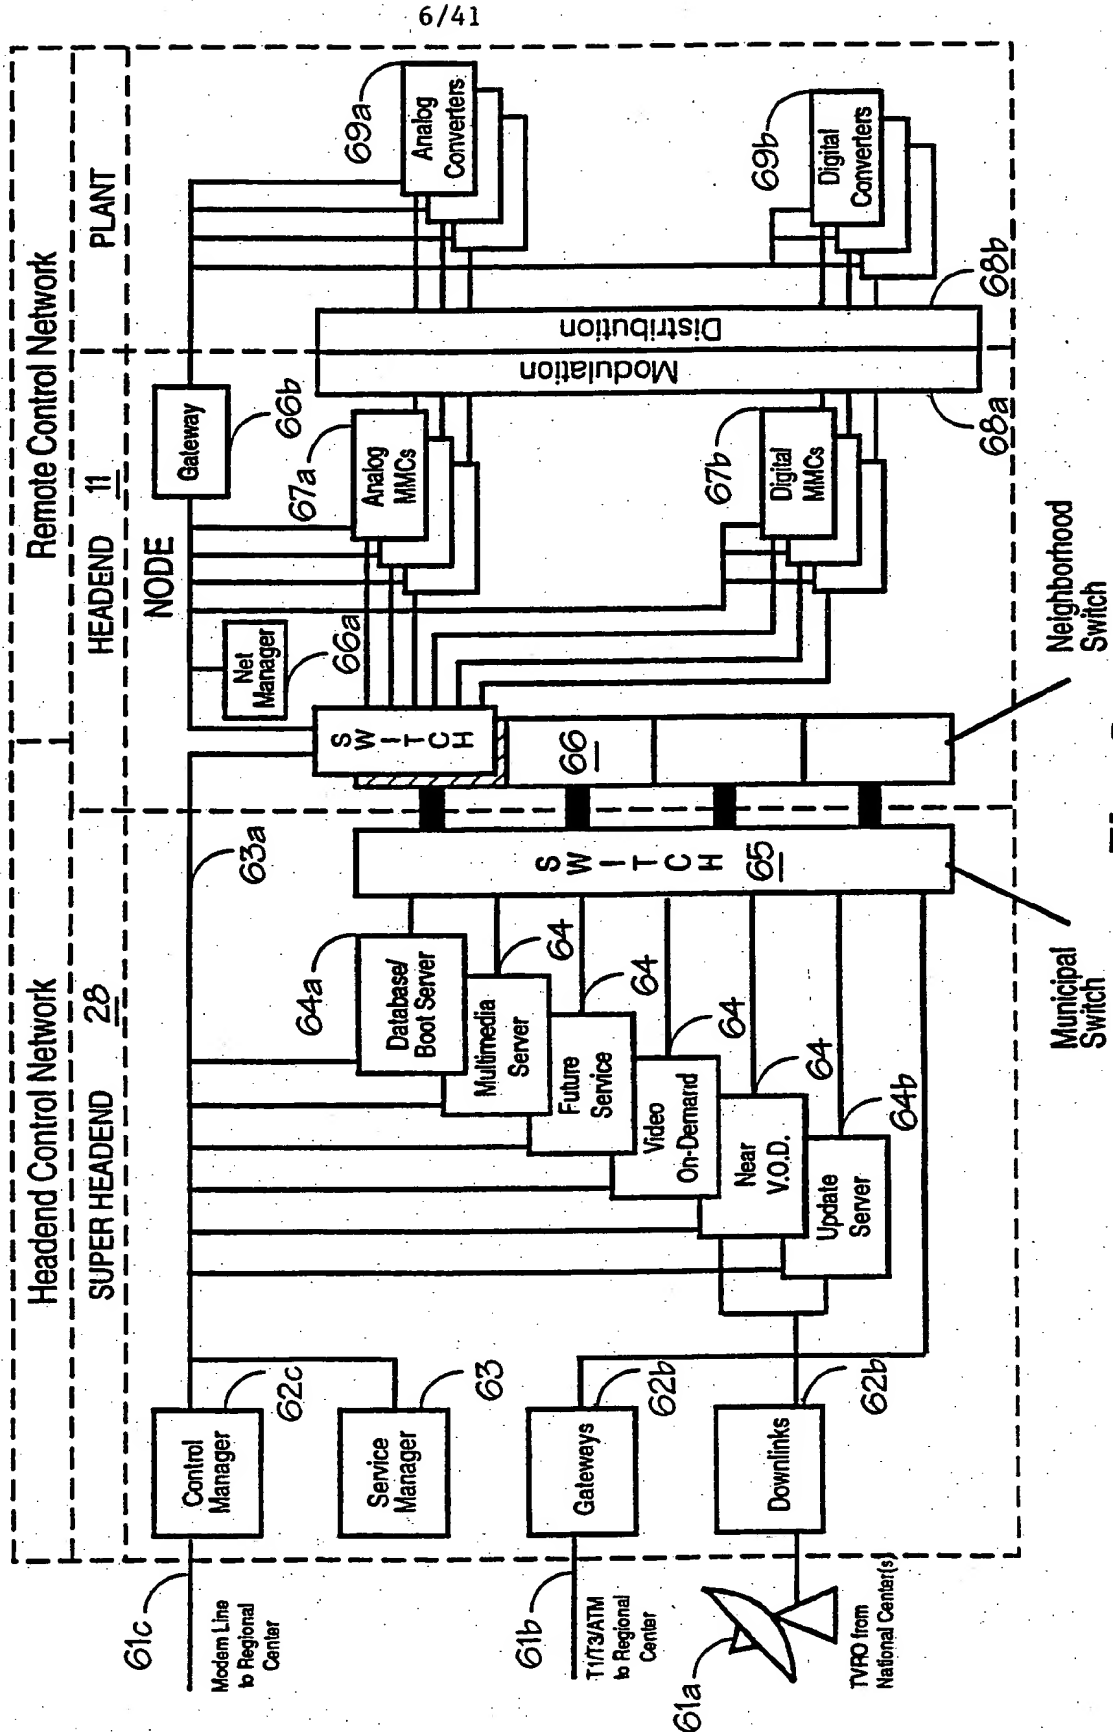 6/41
Headend Control Network
Remote Control Network
SUPER HEADEND
28
HEADEND
11
PLANT
NODE
61c
Modem Line
to Regional
Center
Control
Manager
62c
63a
Service
Manager
63
61b
T1/T3/ATM
to Regional
Center
Gateways
62b
61a
TVRO from
National Center(s)
Downlinks
62b
64a
Database/
Boot Server
Multimedia
Server
64
Future
Service
64
Video
On-Demand
64
Near
V.O.D.
64
Update
Server
64b
SWITCH
65
Municipal
Switch
SWITCH
66
Neighborhood
Switch
Net
Manager
66a
Gateway
66b
67a
Analog
MMCs
67b
Digital
MMCs
Modulation
68a
Distribution
68b
69a
Analog
Converters
69b
Digital
Converters